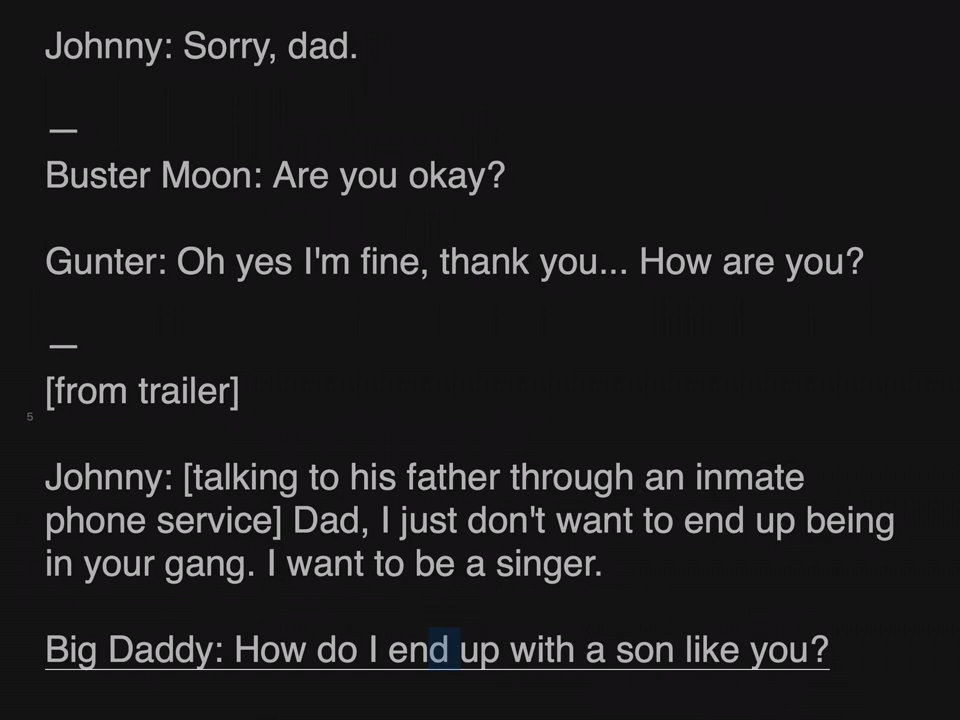 Johnny: Sorry, dad.
—
Buster Moon: Are you okay?
Gunter: Oh yes I'm fine, thank you... How are you?
—
[from trailer]
5
Johnny: [talking to his father through an inmate
phone service] Dad, I just don't want to end up being
in your gang. I want to be a singer.
Big Daddy: How do I end up with a son like you?